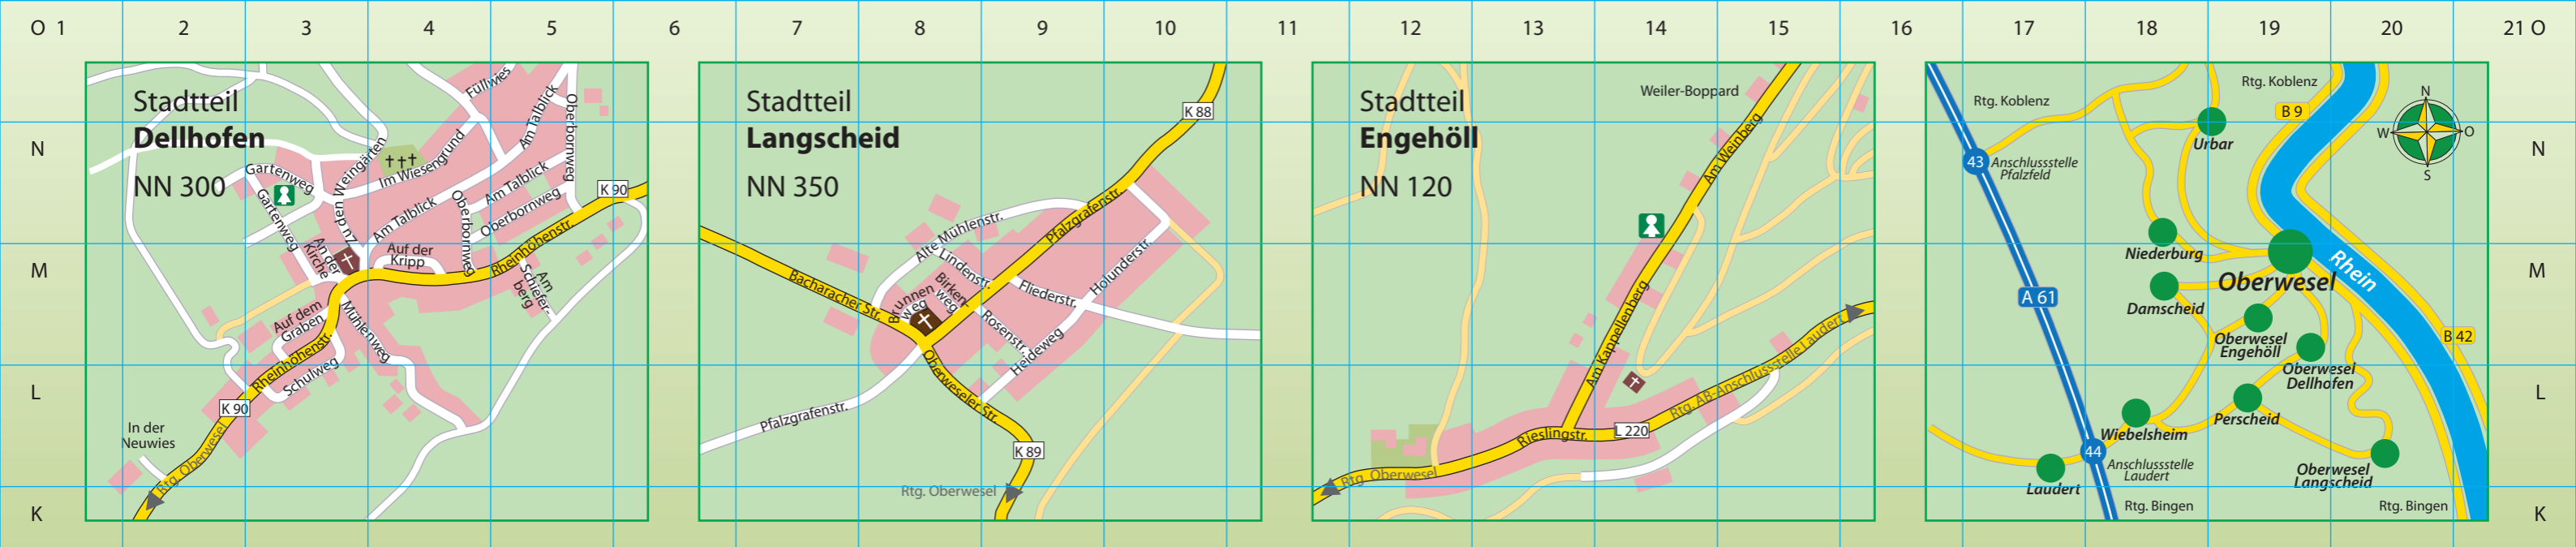 O 1 2 3 4 5 6 7 8 9 10 11 12 13 14 15 16 17 18 19 20 21 O
N
M
L
K
Stadtteil
Dellhofen
NN 300
Füllwies
Am Talblick
Oberbornweg
Im Wiesengrund
In den Weingärten
Gartenweg
Gartenweg
Am Talblick
Am Talblick
Oberbornweg
Oberbornweg
K 90
An der
Kirche
Auf der
Kripp
Rheinhöhenstr.
Am
Schiefer-
berg
Auf dem
Graben
Mühlenweg
Rheinhöhenstr.
Schulweg
K 90
In der
Neuwies
Rtg. Oberwesel
Stadtteil
Langscheid
NN 350
K 88
Pfalzgrafenstr.
Alte Mühlenstr.
Lindenstr.
Birken-
weg
Brunnen
weg
Holunderstr.
Fliederstr.
Bacharacher Str.
Rosenstr.
Heideweg
Oberweseler Str.
Pfalzgrafenstr.
K 89
Rtg. Oberwesel
Stadtteil
Engehöll
NN 120
Weiler-Boppard
Am Weinberg
Am Kappellenberg
Rtg. AB-Anschlussstelle Laudert
Rieslingstr.
L 220
Rtg. Oberwesel
Rtg. Koblenz
Rtg. Koblenz
B 9
N
W
O
S
Urbar
43
Anschlussstelle
Pfalzfeld
Niederburg
Oberwesel
Rhein
A 61
Damscheid
Oberwesel
Engehöll
B 42
Oberwesel
Dellhofen
Perscheid
Wiebelsheim
44
Anschlussstelle
Laudert
Laudert
Oberwesel
Langscheid
Rtg. Bingen
Rtg. Bingen
N
M
L
K